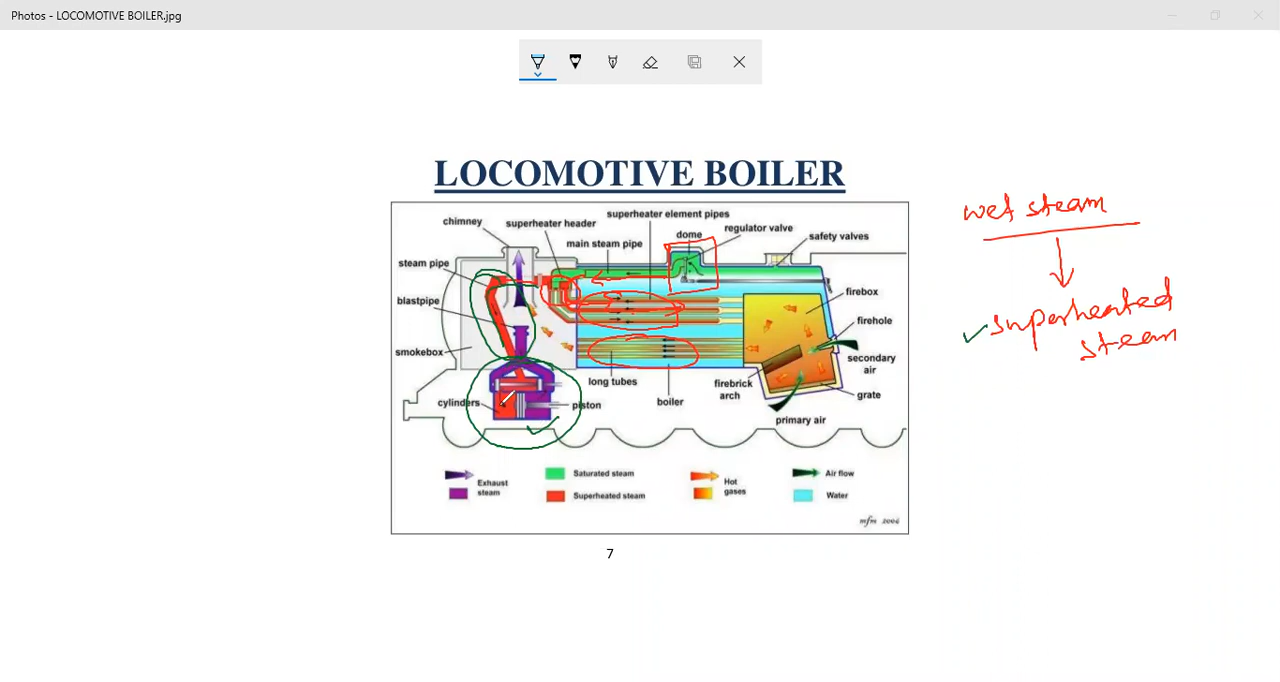 Photos - LOCOMOTIVE BOILER.jpg
LOCOMOTIVE BOILER
chimney
superheater header
superheater element pipes
main steam pipe
dome
regulator valve
safety valves
steam pipe
blastpipe
smokebox
cylinders
piston
long tubes
boiler
firebrick
arch
primary air
firebox
firehole
secondary
air
grate
Exhaust
steam
Saturated steam
Superheated steam
Hot
gases
Air flow
Water
mfm 2006
7
wet steam
superheated
steam